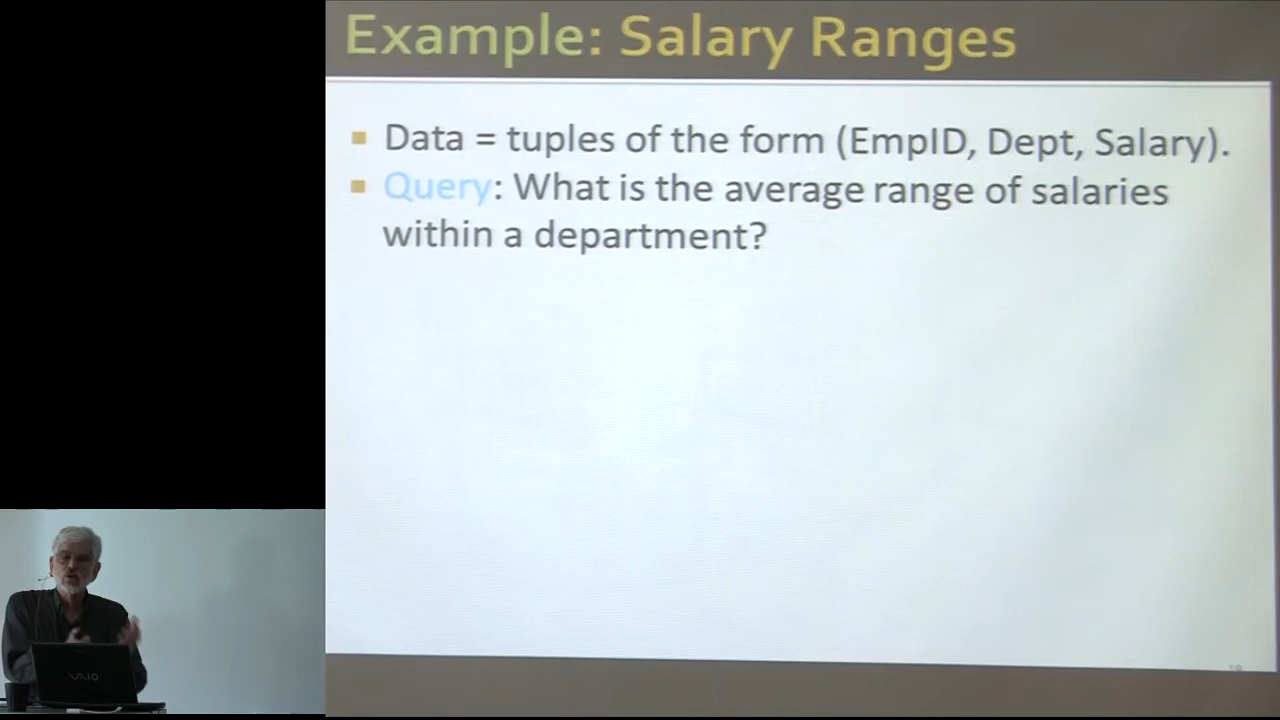 Example: Salary Ranges
Data = tuples of the form (EmpID, Dept, Salary).
Query: What is the average range of salaries
within a department?
VAIO